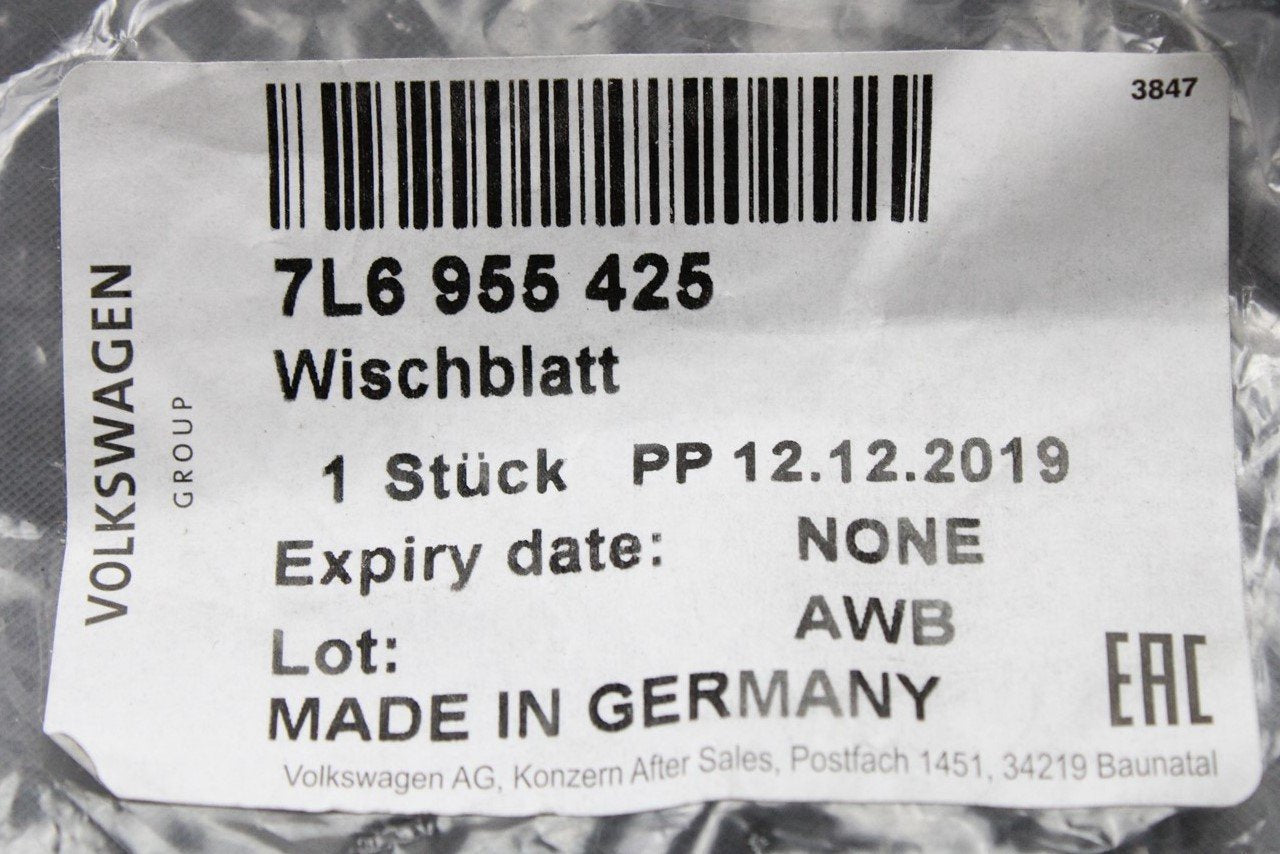 3847
VOLKSWAGEN
GROUP
7L6 955 425
Wischblatt
1 Stück PP 12.12.2019
Expiry date: NONE
Lot: AWB
MADE IN GERMANY
EAC
Volkswagen AG, Konzern After Sales, Postfach 1451, 34219 Baunatal